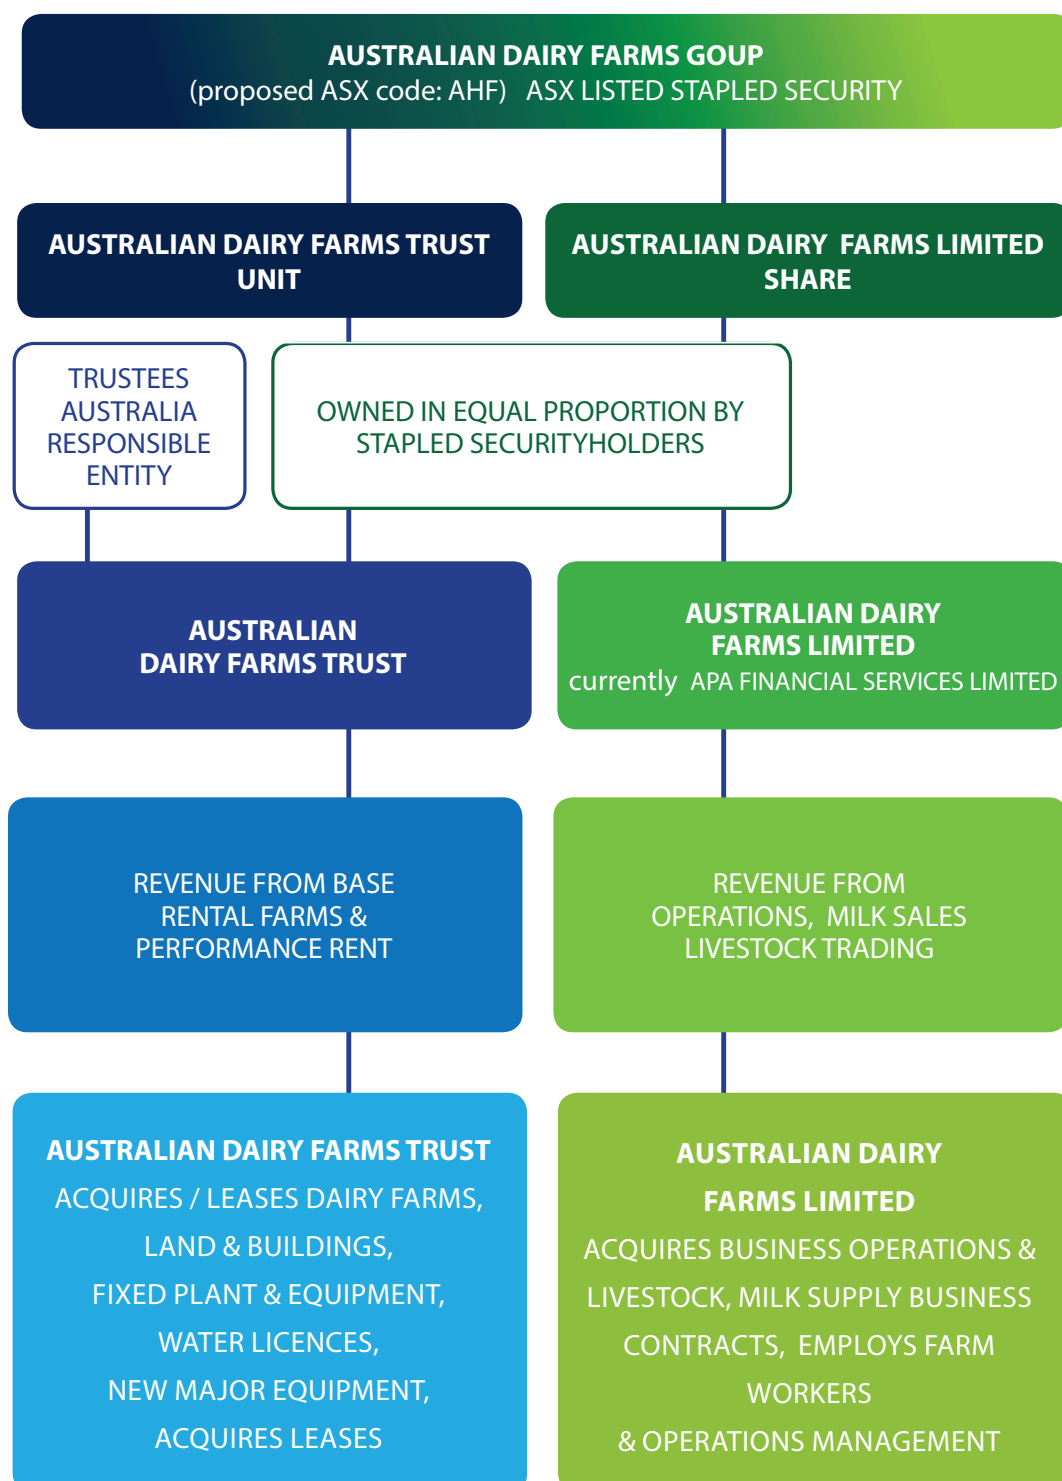 AUSTRALIAN DAIRY FARMS GOUP
(proposed ASX code: AHF) ASX LISTED STAPLED SECURITY
AUSTRALIAN DAIRY FARMS TRUST
UNIT
AUSTRALIAN DAIRY FARMS LIMITED
SHARE
TRUSTEES
AUSTRALIA
RESPONSIBLE
ENTITY
OWNED IN EQUAL PROPORTION BY
STAPLED SECURITYHOLDERS
AUSTRALIAN
DAIRY FARMS TRUST
AUSTRALIAN DAIRY
FARMS LIMITED
currently APA FINANCIAL SERVICES LIMITED
REVENUE FROM BASE
RENTAL FARMS &
PERFORMANCE RENT
REVENUE FROM
OPERATIONS, MILK SALES
LIVESTOCK TRADING
AUSTRALIAN DAIRY FARMS TRUST
ACQUIRES / LEASES DAIRY FARMS,
LAND & BUILDINGS,
FIXED PLANT & EQUIPMENT,
WATER LICENCES,
NEW MAJOR EQUIPMENT,
ACQUIRES LEASES
AUSTRALIAN DAIRY
FARMS LIMITED
ACQUIRES BUSINESS OPERATIONS &
LIVESTOCK, MILK SUPPLY BUSINESS
CONTRACTS, EMPLOYS FARM
WORKERS
& OPERATIONS MANAGEMENT